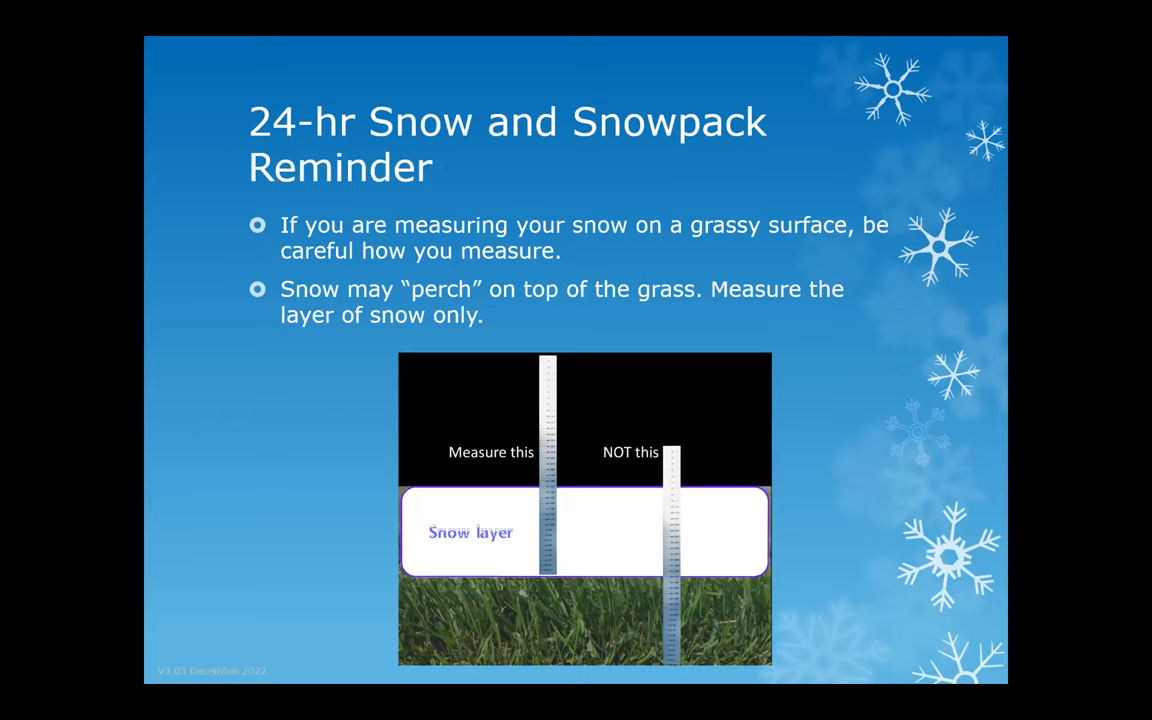 24-hr Snow and Snowpack
Reminder
If you are measuring your snow on a grassy surface, be
careful how you measure.
Snow may “perch” on top of the grass. Measure the
layer of snow only.
Measure this
NOT this
Snow layer
V3.05 December 2022